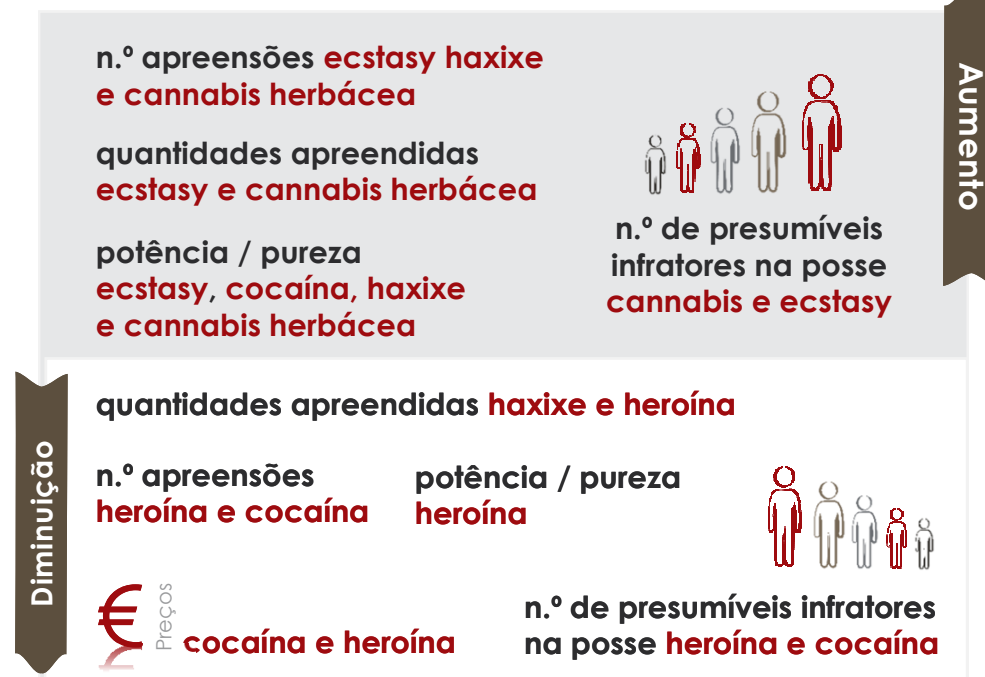 n.º apreensões ecstasy haxixe
e cannabis herbácea
quantidades apreendidas
ecstasy e cannabis herbácea
potência / pureza
ecstasy, cocaína, haxixe
e cannabis herbácea
n.º de presumíveis
infratores na posse
cannabis e ecstasy
Aumento
Diminuição
quantidades apreendidas haxixe e heroína
n.º apreensões
heroína e cocaína
potência / pureza
heroína
€ Preços
cocaína e heroína
n.º de presumíveis infratores
na posse heroína e cocaína